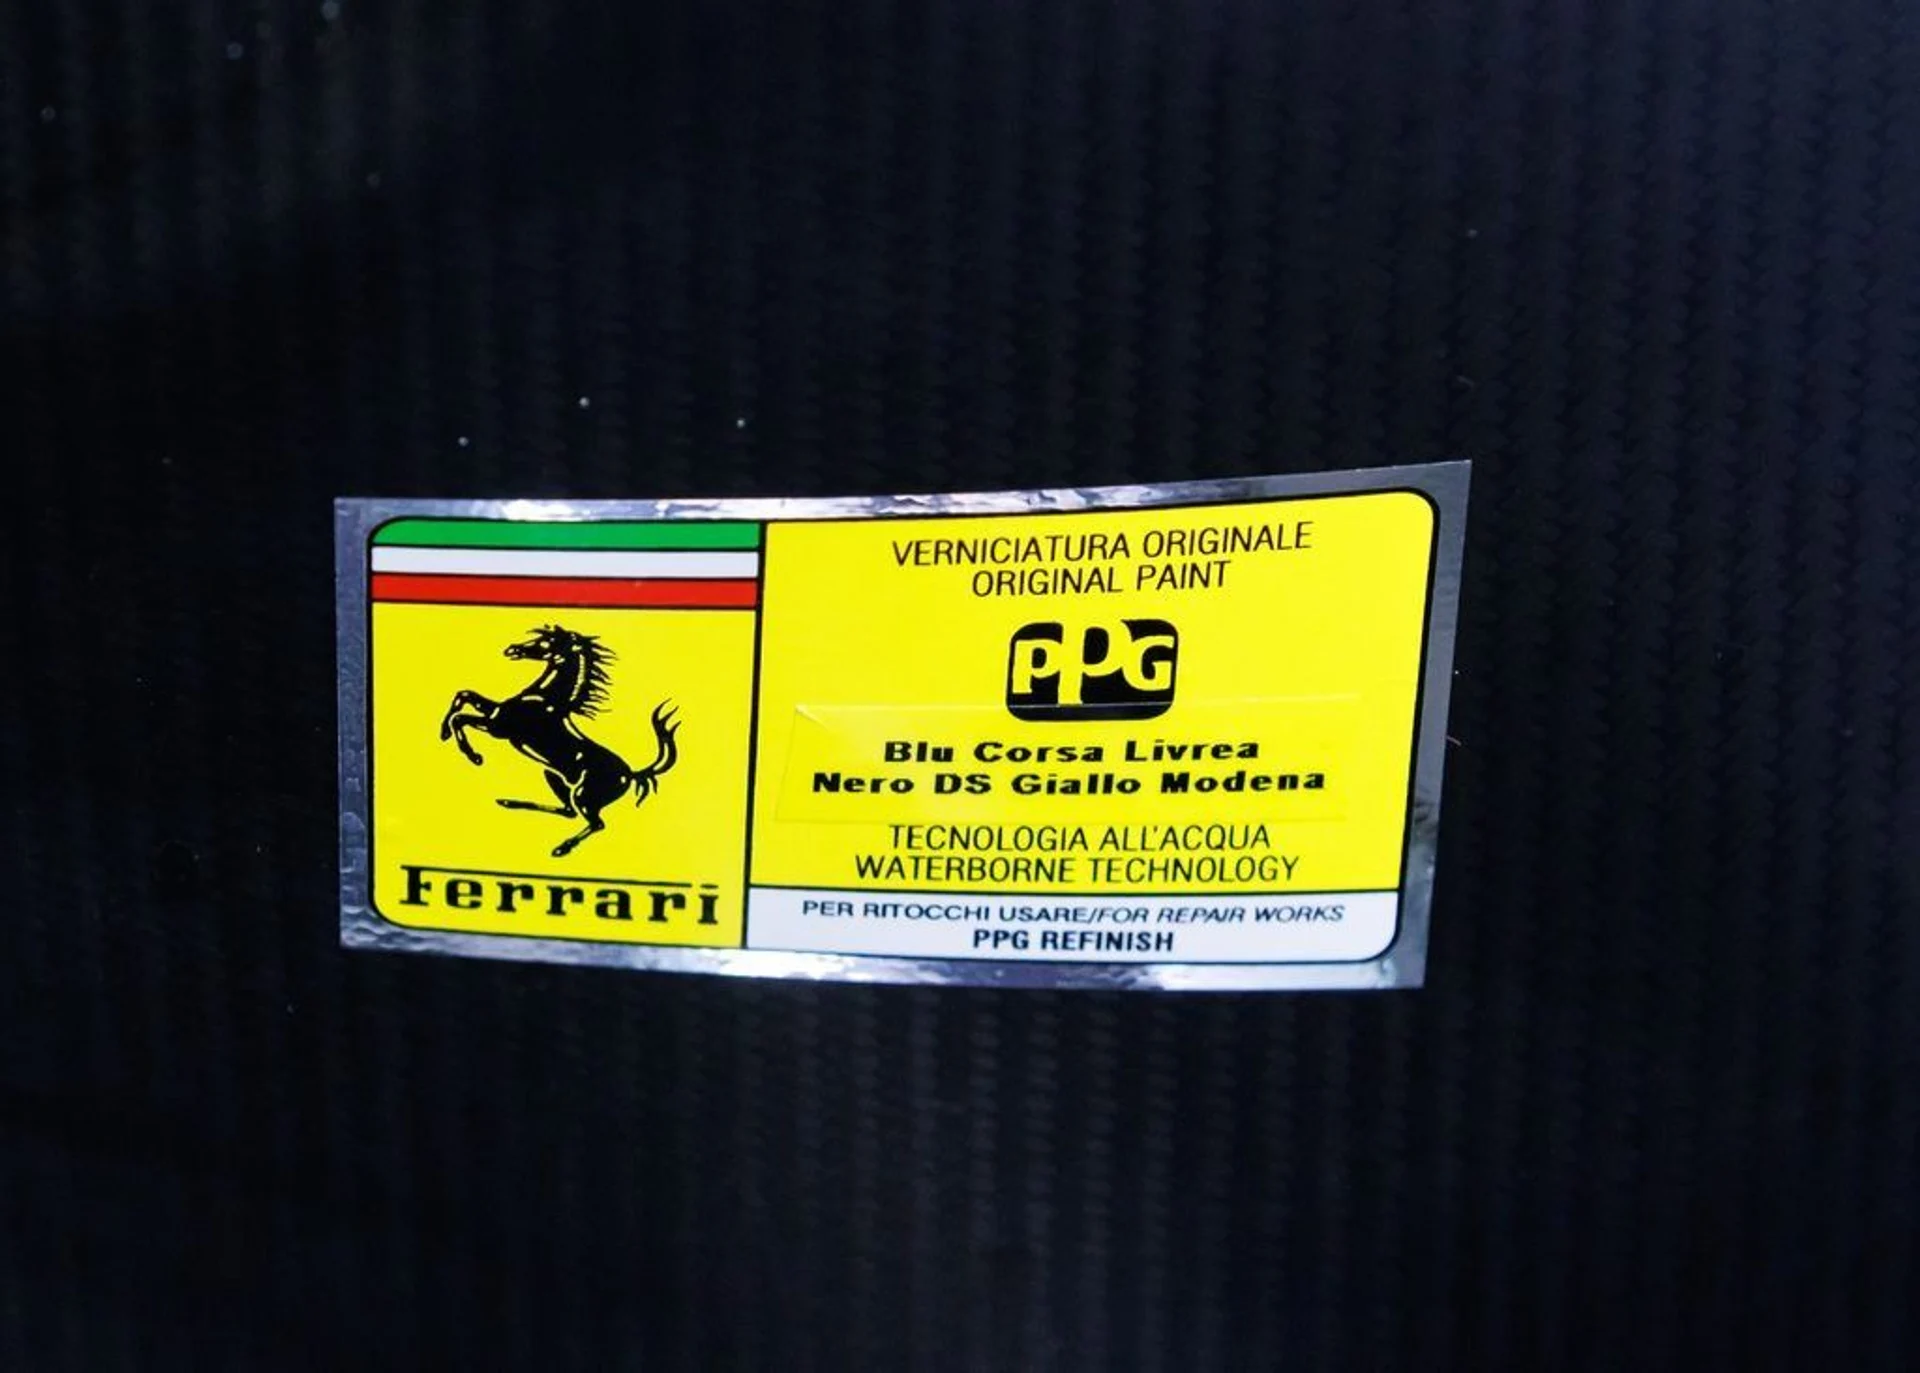 Ferrari
VERNICIATURA ORIGINALE
ORIGINAL PAINT
PPG
Blu Corsa Livrea
Nero DS Giallo Modena
TECNOLOGIA ALL'ACQUA
WATERBORNE TECHNOLOGY
PER RITOCCHI USARE/FOR REPAIR WORKS
PPG REFINISH